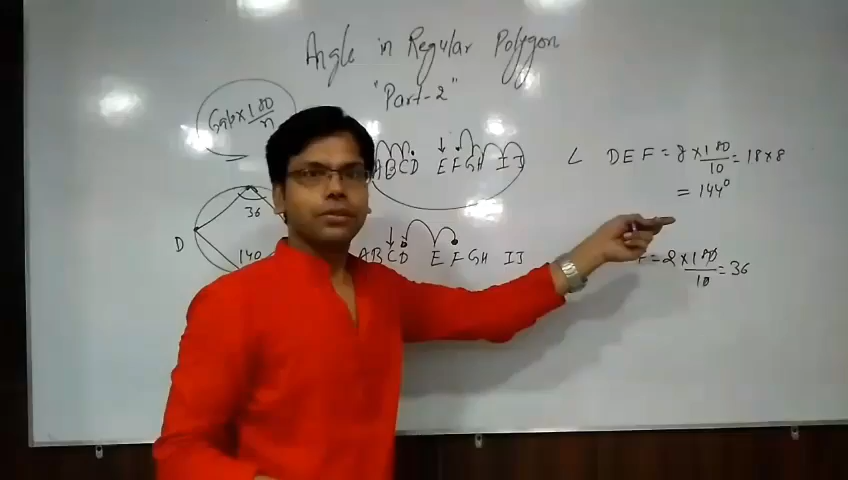 Angle in Regular Polygon
"Part-2"
Gap × 180/n
ABCD EFGH IJ
∠ DEF = 8 × 180/10 = 18 × 8
= 144°
36
D
140
ABCD EFGH IJ
F = 2 × 180/10 = 36